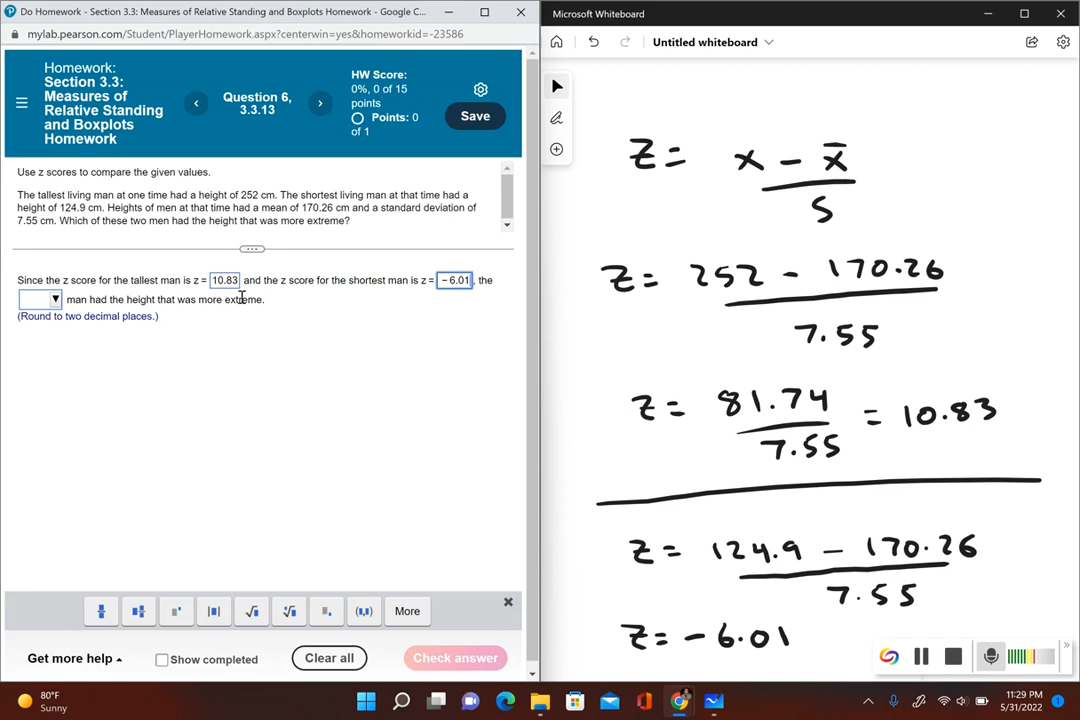 Do Homework - Section 3.3: Measures of Relative Standing and Boxplots Homework - Google C...
mylab.pearson.com/Student/PlayerHomework.aspx?centerwin=yes&homeworkid=-23586
Homework:
Section 3.3:
Measures of
Relative Standing
and Boxplots
Homework
Question 6,
3.3.13
HW Score:
0%, 0 of 15
points
Points: 0
of 1
Save
Use z scores to compare the given values.
The tallest living man at one time had a height of 252 cm. The shortest living man at that time had a
height of 124.9 cm. Heights of men at that time had a mean of 170.26 cm and a standard deviation of
7.55 cm. Which of these two men had the height that was more extreme?
Since the z score for the tallest man is z = 10.83 and the z score for the shortest man is z = −6.01, the
man had the height that was more extreme.
(Round to two decimal places.)
More
Get more help
Show completed
Clear all
Check answer
Microsoft Whiteboard
Untitled whiteboard
z = x − x̄
s
z = 252 − 170.26
7.55
z = 81.74 = 10.83
7.55
z = 124.9 − 170.26
7.55
z = −6.01
80°F
Sunny
11:29 PM
5/31/2022
1